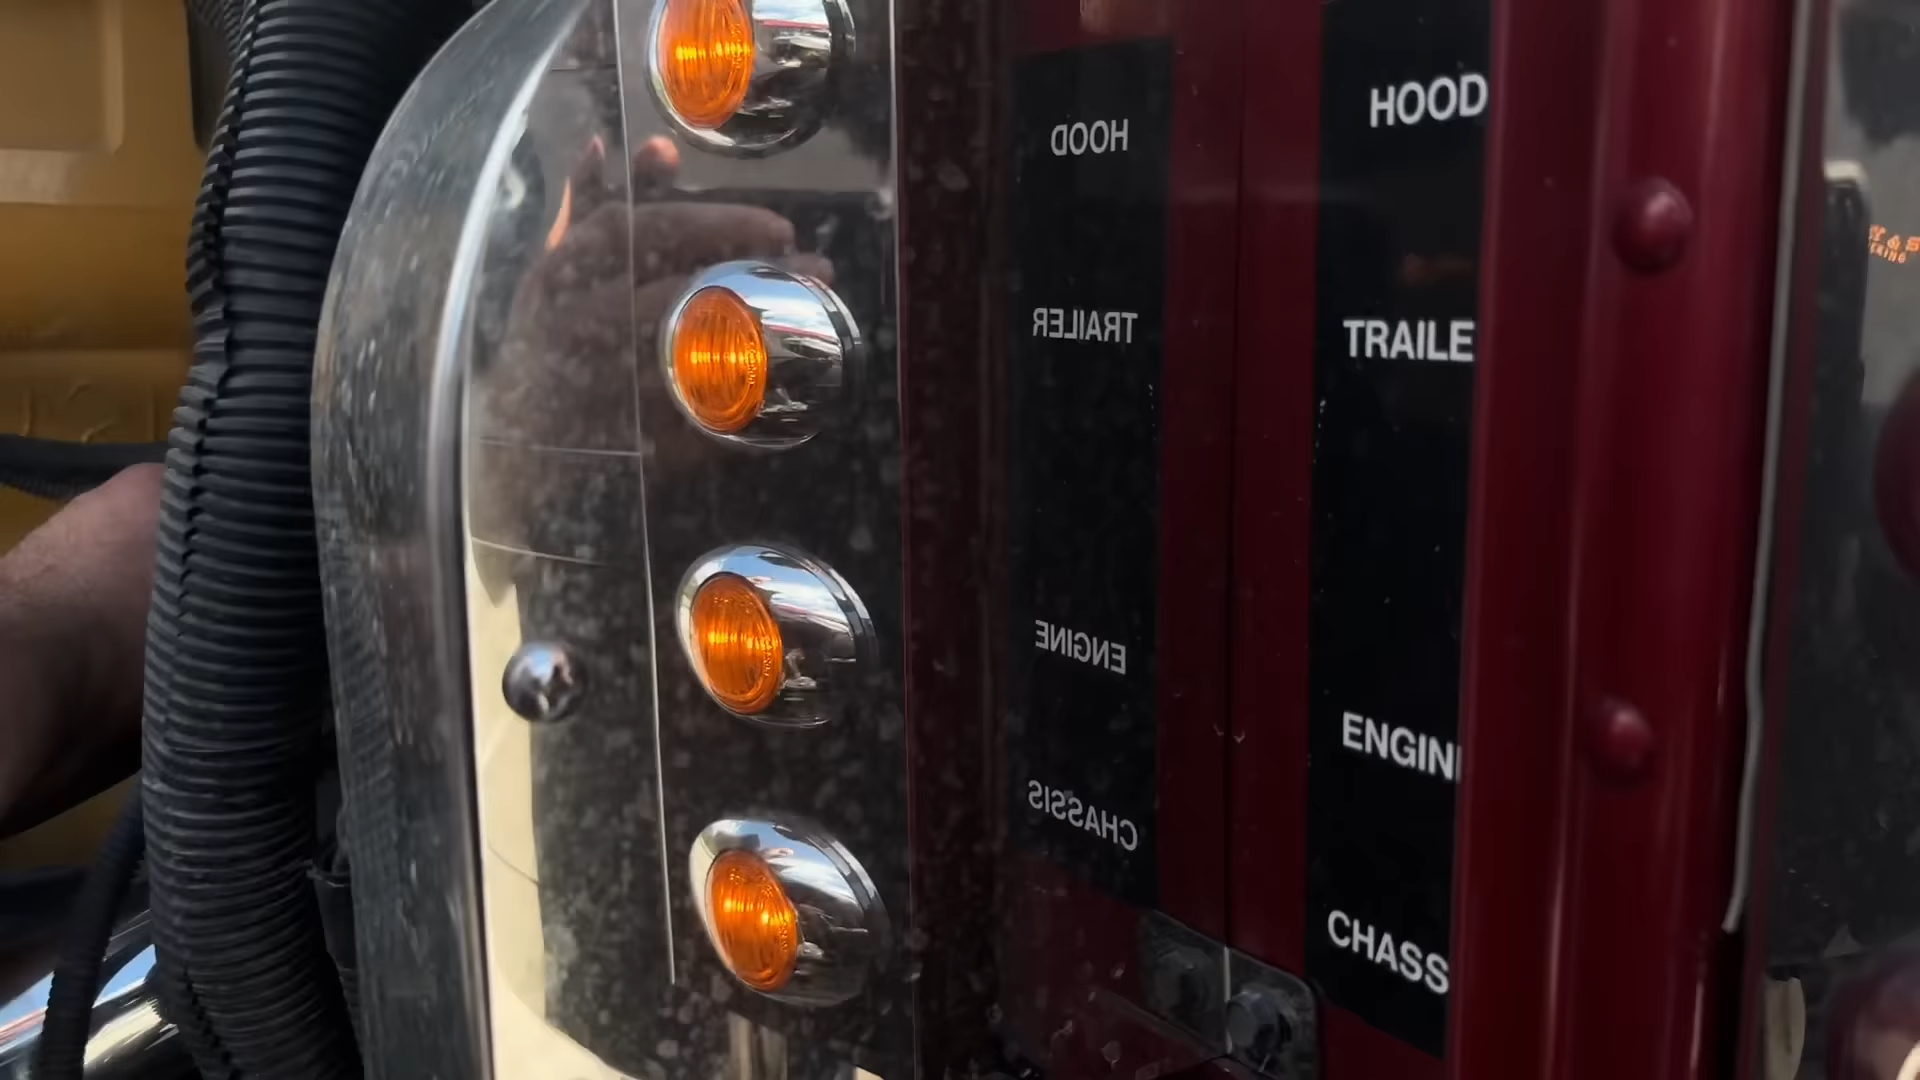 HOOD
TRAILER
ENGINE
CHASSIS
HOOD
TRAILE
ENGIN
CHASS